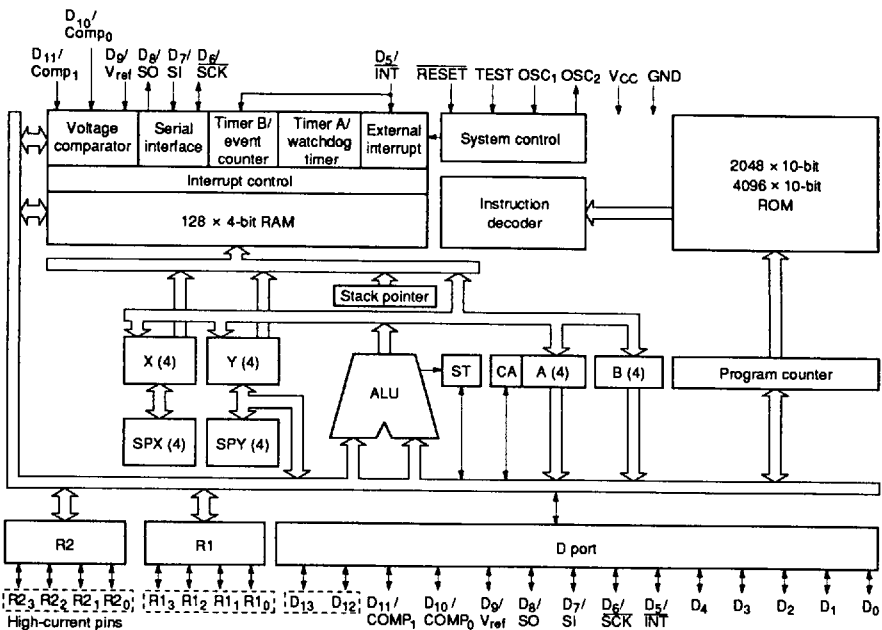 D10/
Comp0
D11/
Comp1
D9/
Vref
D8/
SO
D7/
SI
D6/
SCK
D5/
INT
RESET TEST OSC1 OSC2 VCC GND
Voltage
comparator
Serial
interface
Timer B/
event
counter
Timer A/
watchdog
timer
External
interrupt
System control
2048 × 10-bit
4096 × 10-bit
ROM
Interrupt control
Instruction
decoder
128 × 4-bit RAM
Stack pointer
X (4)
Y (4)
ALU
ST
CA
A (4)
B (4)
Program counter
SPX (4)
SPY (4)
R2
R1
D port
R23 R22 R21 R20
R13 R12 R11 R10
D13 D12
D11/
COMP1
D10/
COMP0
D9/
Vref
D8/
SO
D7/
SI
D6/
SCK
D5/
INT
D4 D3 D2 D1 D0
High-current pins